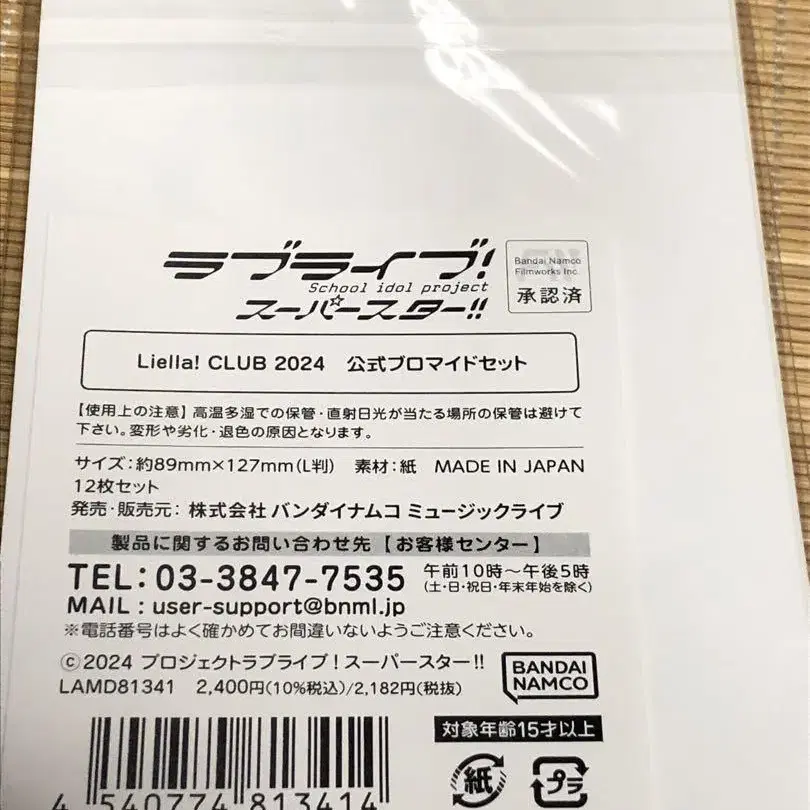 ラブライブ!
School idol project
スーパースター!!
Bandai Namco
Filmworks Inc.
承認済
Liella! CLUB 2024 公式ブロマイドセット
【使用上の注意】高温多湿での保管・直射日光が当たる場所の保管は避けて
下さい。変形や劣化・退色の原因となります。
サイズ:約89mm×127mm(L判) 素材:紙 MADE IN JAPAN
12枚セット
発売・販売元: 株式会社 バンダイナムコ ミュージックライブ
製品に関するお問い合わせ先【お客様センター】
TEL:03-3847-7535 午前10時〜午後5時
(土・日・祝日・年末年始を除く)
MAIL : user-support@bnml.jp
※電話番号はよく確かめてお間違いないようご注意ください。
©2024 プロジェクトラブライブ!スーパースター!!
LAMD81341 2,400円(10%税込)/2,182円(税抜)
BANDAI
NAMCO
対象年齢15才以上
紙 プラ
4 540774 813414